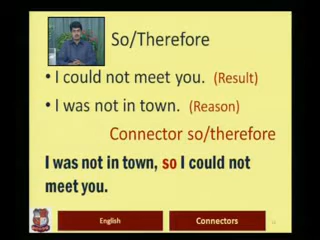 So/Therefore
• I could not meet you. (Result)
• I was not in town. (Reason)
Connector so/therefore
I was not in town, so I could not
meet you.
English
Connectors